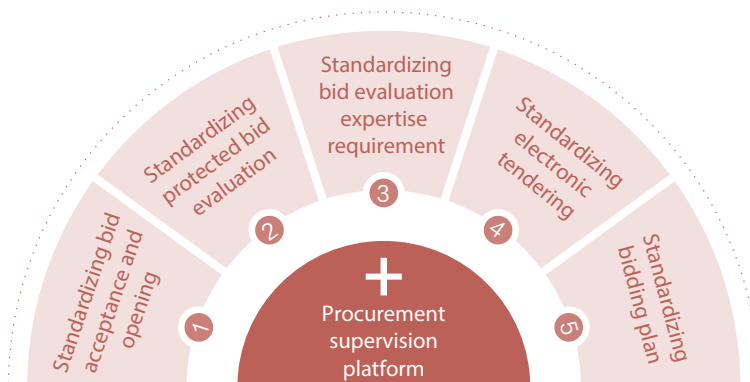 Standardizing bid
acceptance and
opening
1
Standardizing
protected bid
evaluation
2
Standardizing
bid evaluation
expertise
requirement
3
Standardizing
electronic
tendering
4
Standardizing
bidding plan
5
+
Procurement
supervision
platform